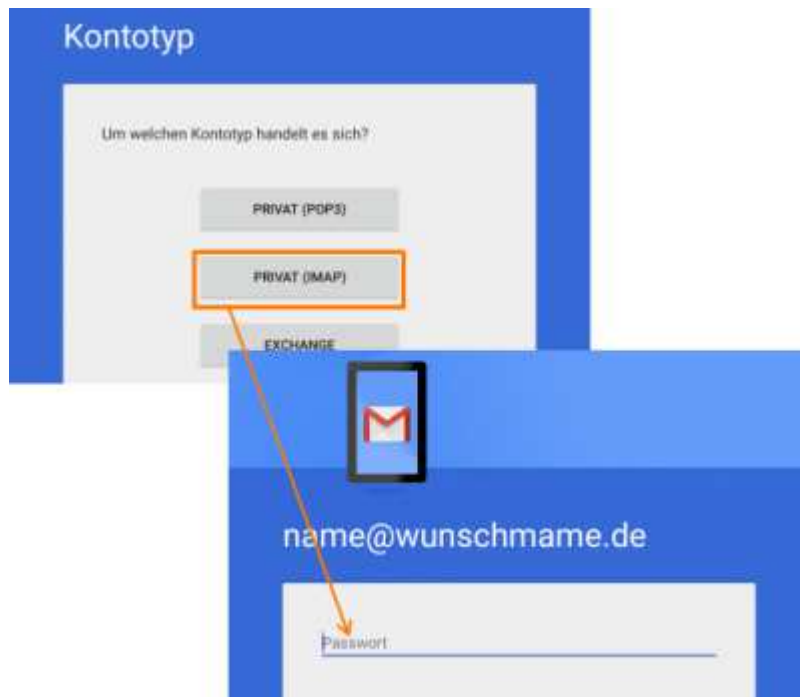 Kontotyp
Um welchen Kontotyp handelt es sich?
PRIVAT (POP3)
PRIVAT (IMAP)
EXCHANGE
name@wunschmame.de
Passwort